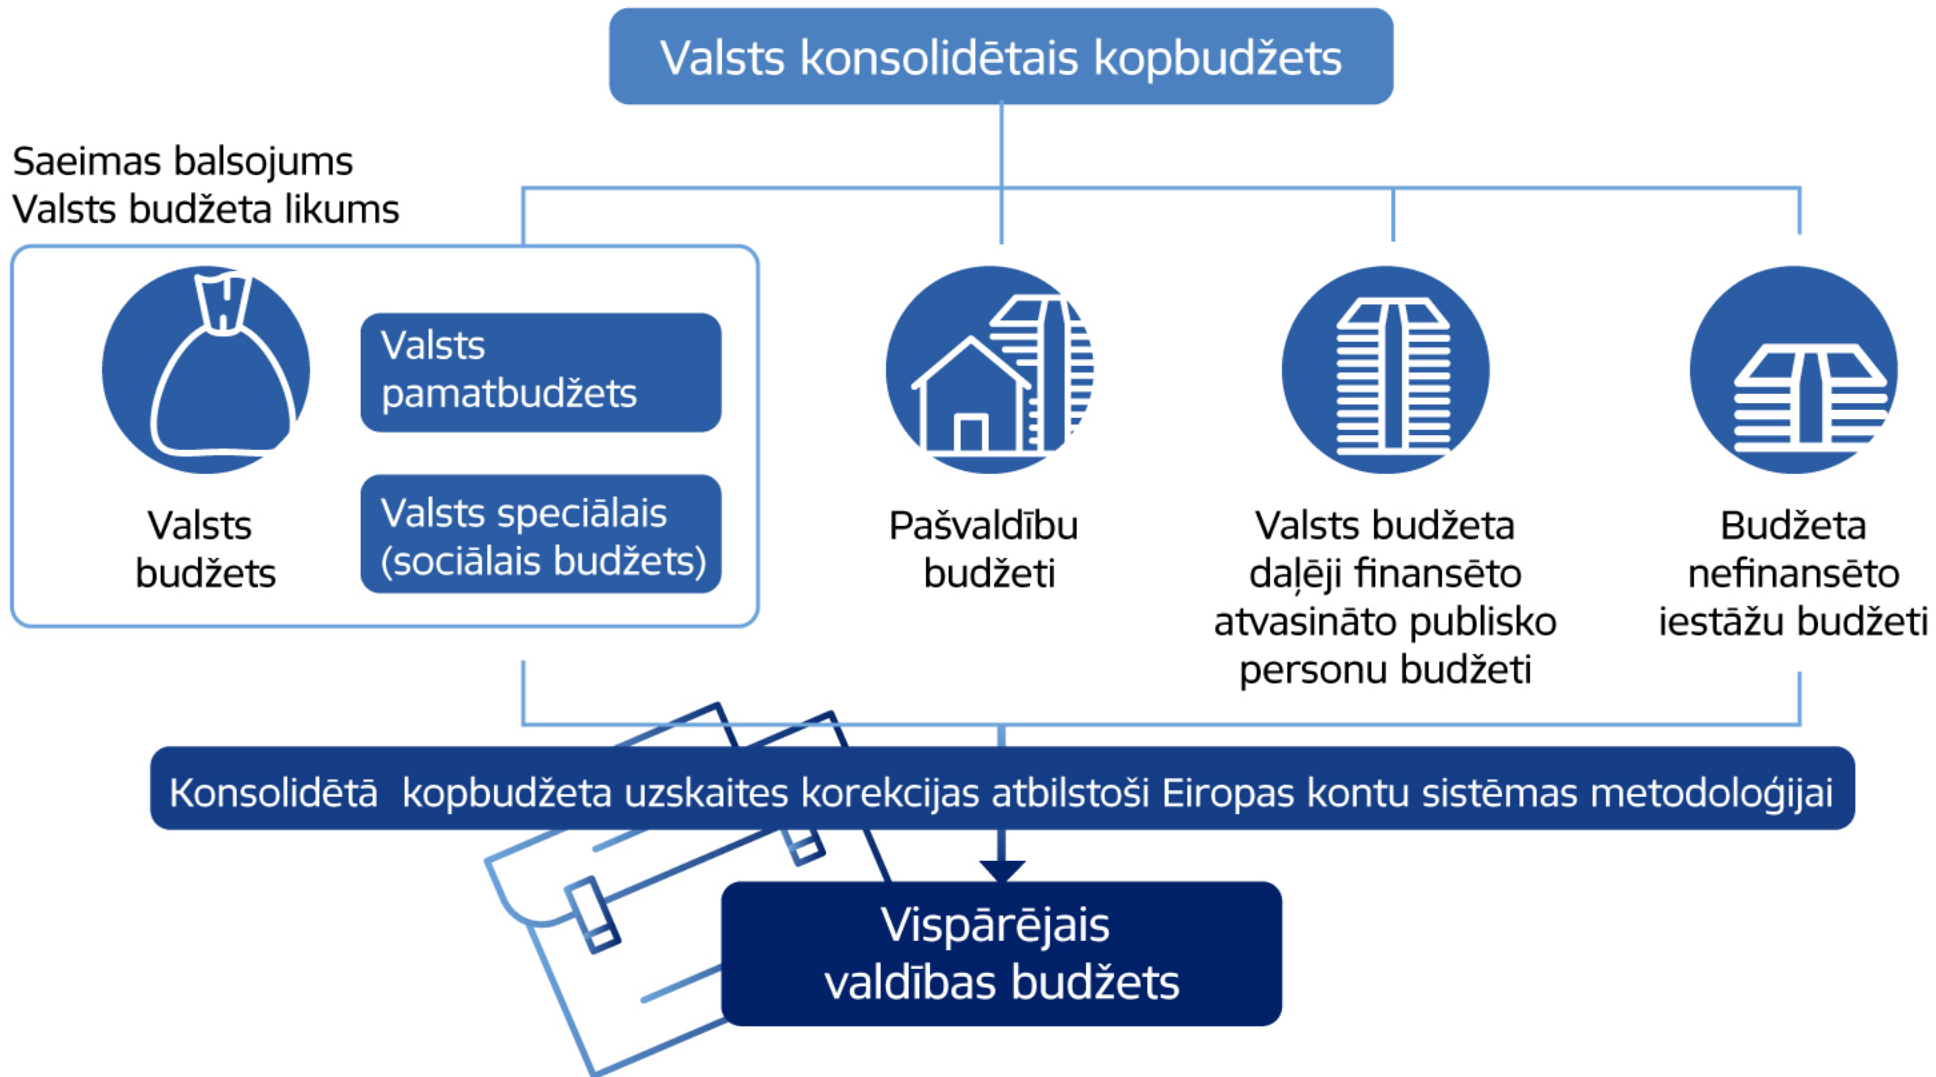 Valsts konsolidētais kopbudžets
Saeimas balsojums
Valsts budžeta likums
Valsts
budžets
Valsts
pamatbudžets
Valsts speciālais
(sociālais budžets)
Pašvaldību
budžeti
Valsts budžeta
daļēji finansēto
atvasināto publisko
personu budžeti
Budžeta
nefinansēto
iestāžu budžeti
Konsolidētā kopbudžeta uzskaites korekcijas atbilstoši Eiropas kontu sistēmas metodoloģijai
Vispārējais
valdības budžets